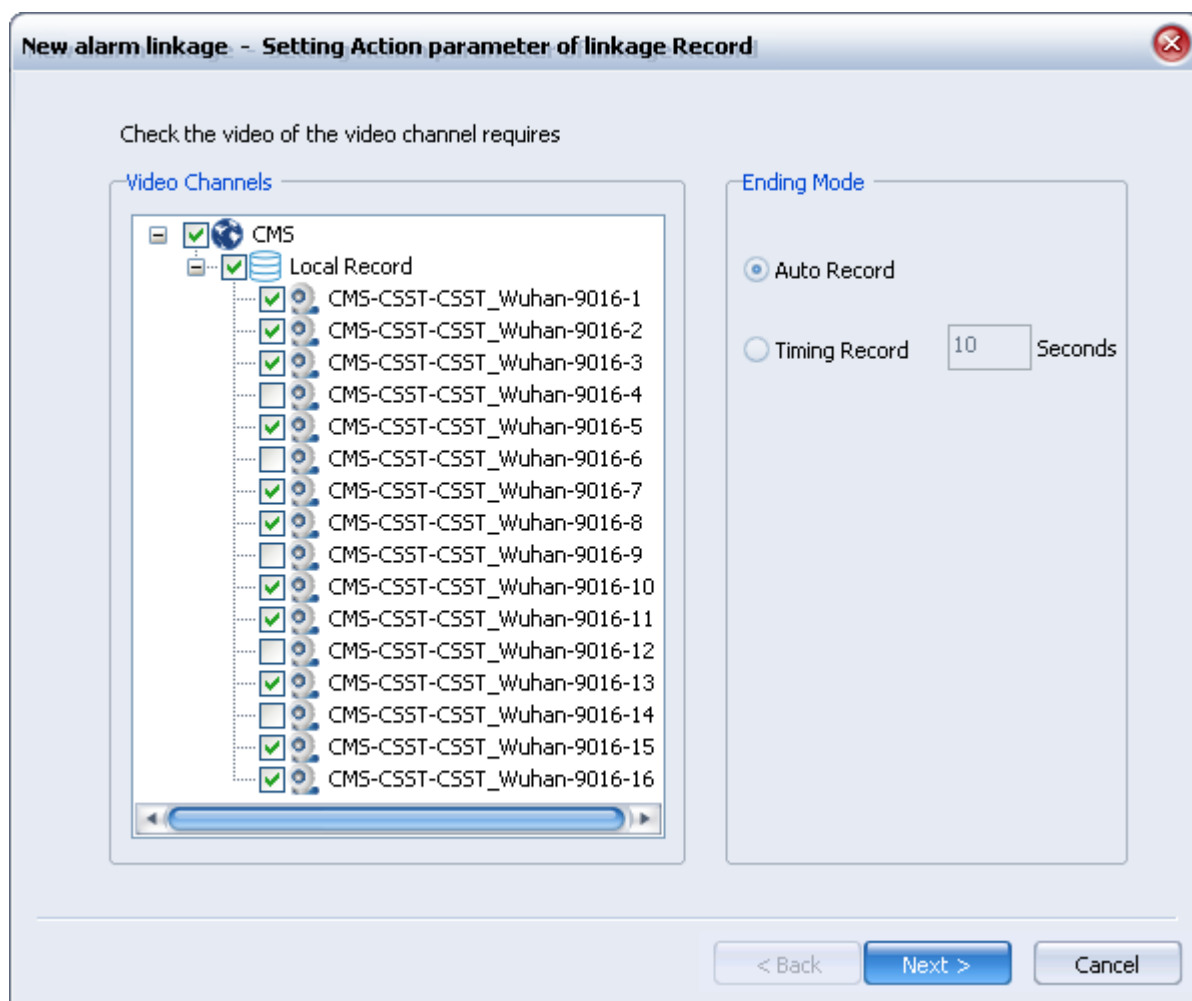 New alarm linkage - Setting Action parameter of linkage Record
Check the video of the video channel requires
Video Channels
CMS
Local Record
CMS-CSST-CSST_Wuhan-9016-1
CMS-CSST-CSST_Wuhan-9016-2
CMS-CSST-CSST_Wuhan-9016-3
CMS-CSST-CSST_Wuhan-9016-4
CMS-CSST-CSST_Wuhan-9016-5
CMS-CSST-CSST_Wuhan-9016-6
CMS-CSST-CSST_Wuhan-9016-7
CMS-CSST-CSST_Wuhan-9016-8
CMS-CSST-CSST_Wuhan-9016-9
CMS-CSST-CSST_Wuhan-9016-10
CMS-CSST-CSST_Wuhan-9016-11
CMS-CSST-CSST_Wuhan-9016-12
CMS-CSST-CSST_Wuhan-9016-13
CMS-CSST-CSST_Wuhan-9016-14
CMS-CSST-CSST_Wuhan-9016-15
CMS-CSST-CSST_Wuhan-9016-16
Ending Mode
Auto Record
Timing Record 10 Seconds
< Back Next > Cancel